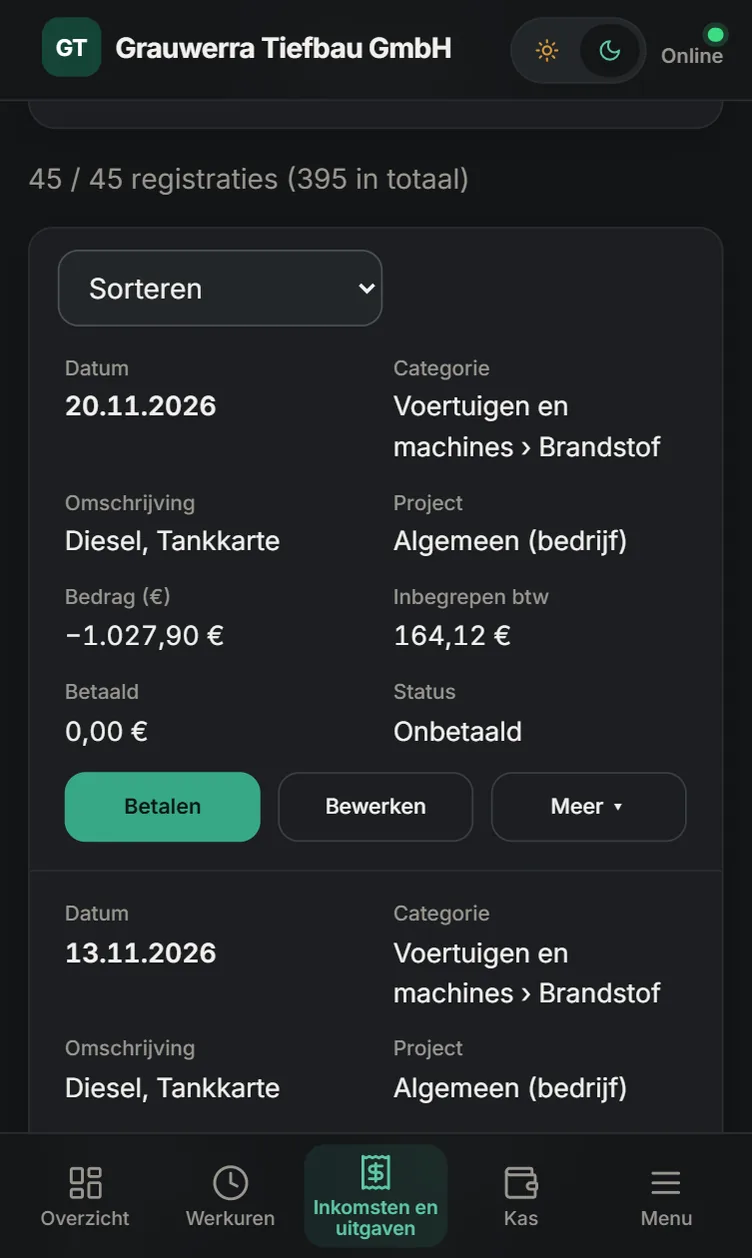 GT Grauwerra Tiefbau GmbH Online
45 / 45 registraties (395 in totaal)
Sorteren
Datum Categorie
20.11.2026 Voertuigen en
machines › Brandstof
Omschrijving Project
Diesel, Tankkarte Algemeen (bedrijf)
Bedrag (€) Inbegrepen btw
−1.027,90 € 164,12 €
Betaald Status
0,00 € Onbetaald
Betalen Bewerken Meer ▾
Datum Categorie
13.11.2026 Voertuigen en
machines › Brandstof
Omschrijving Project
Diesel, Tankkarte Algemeen (bedrijf)
Overzicht Werkuren Inkomsten en
uitgaven Kas Menu